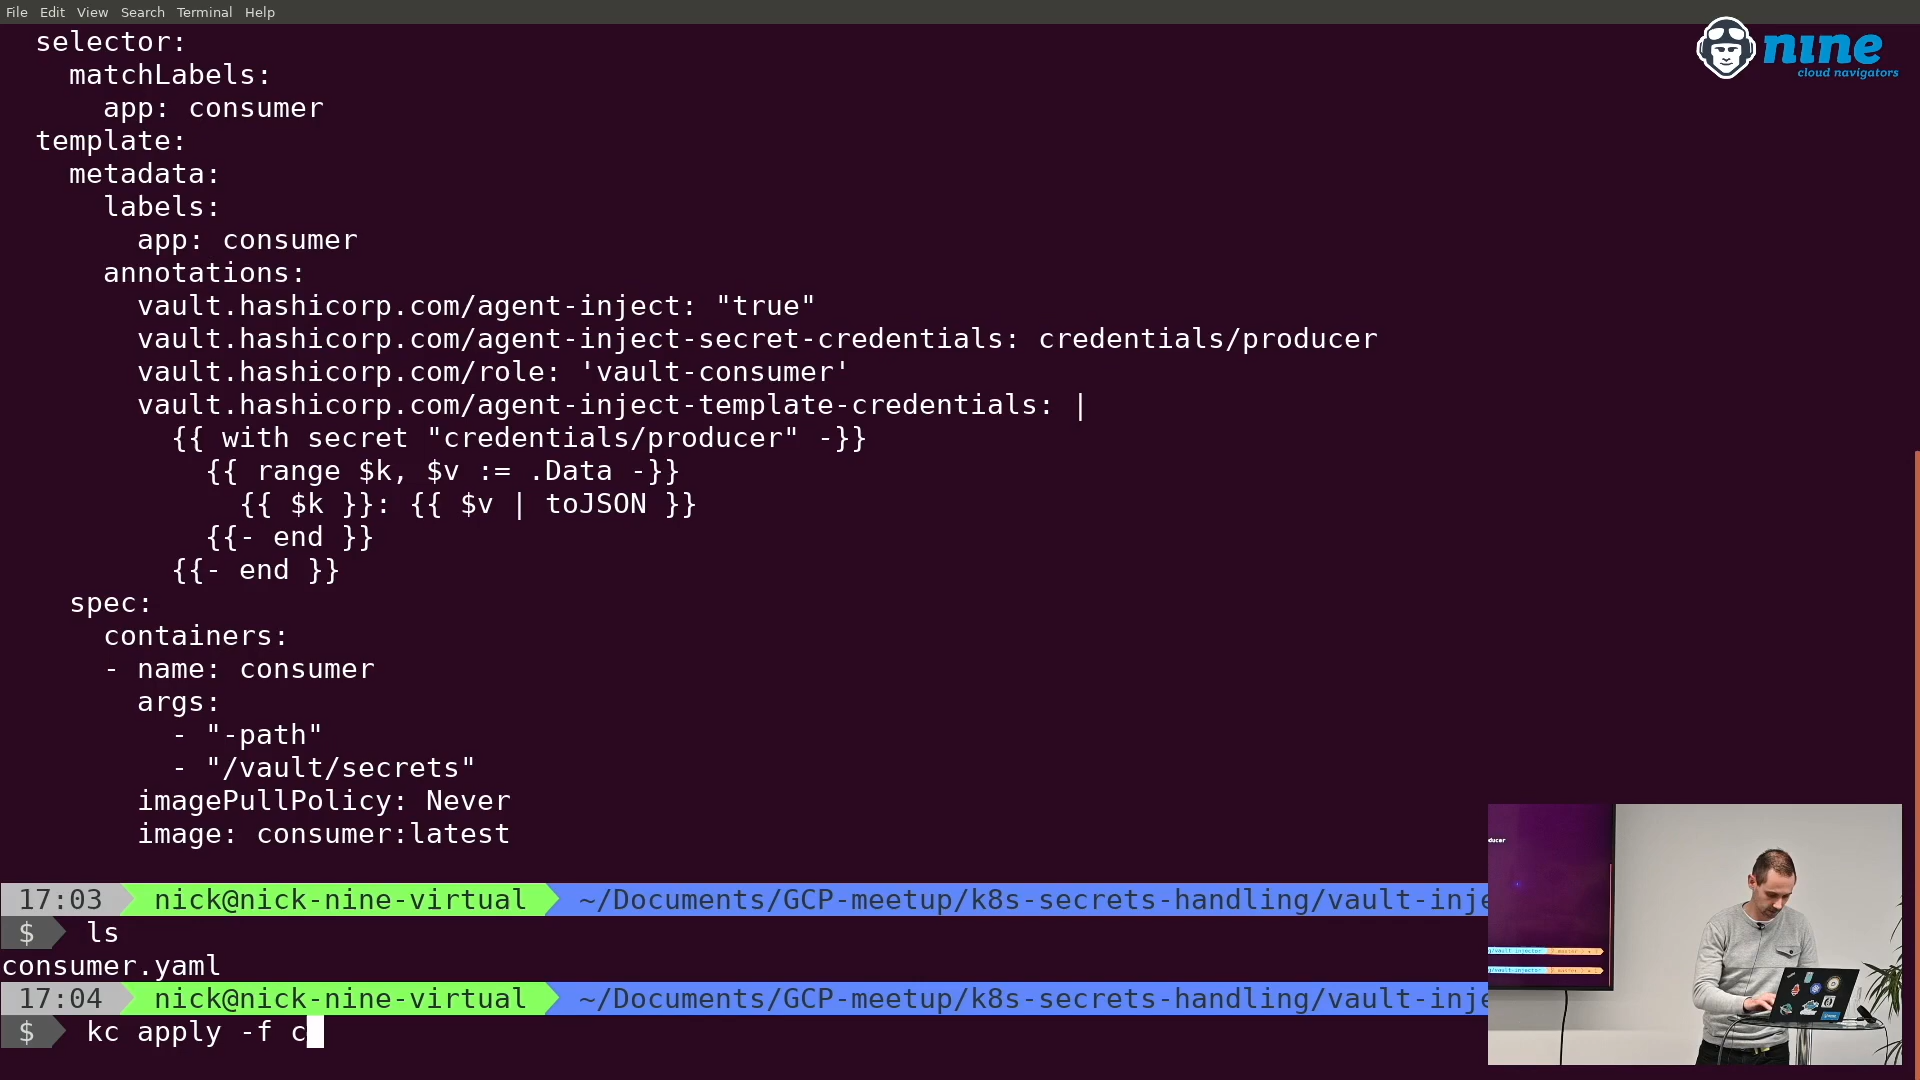 File Edit View Search Terminal Help
nine
cloud navigators
  selector:
    matchLabels:
      app: consumer
  template:
    metadata:
      labels:
        app: consumer
      annotations:
        vault.hashicorp.com/agent-inject: "true"
        vault.hashicorp.com/agent-inject-secret-credentials: credentials/producer
        vault.hashicorp.com/role: 'vault-consumer'
        vault.hashicorp.com/agent-inject-template-credentials: |
          {{ with secret "credentials/producer" -}}
            {{ range $k, $v := .Data -}}
              {{ $k }}: {{ $v | toJSON }}
            {{- end }}
          {{- end }}
    spec:
      containers:
      - name: consumer
        args:
          - "-path"
          - "/vault/secrets"
        imagePullPolicy: Never
        image: consumer:latest
17:03 nick@nick-nine-virtual ~/Documents/GCP-meetup/k8s-secrets-handling/vault-inje
$ ls
consumer.yaml
17:04 nick@nick-nine-virtual ~/Documents/GCP-meetup/k8s-secrets-handling/vault-inje
$ kc apply -f c